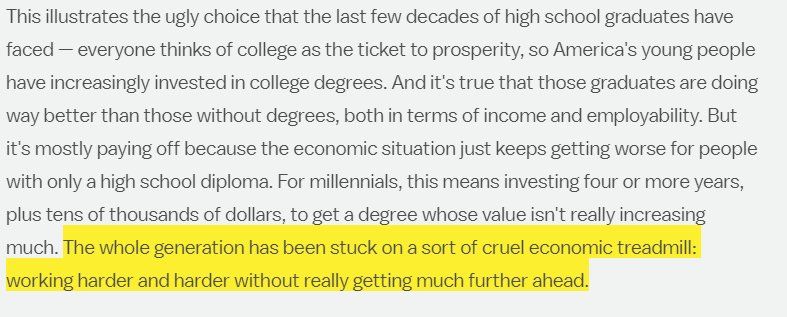 This illustrates the ugly choice that the last few decades of high school graduates have
faced — everyone thinks of college as the ticket to prosperity, so America's young people
have increasingly invested in college degrees. And it's true that those graduates are doing
way better than those without degrees, both in terms of income and employability. But
it's mostly paying off because the economic situation just keeps getting worse for people
with only a high school diploma. For millennials, this means investing four or more years,
plus tens of thousands of dollars, to get a degree whose value isn't really increasing
much. The whole generation has been stuck on a sort of cruel economic treadmill:
working harder and harder without really getting much further ahead.